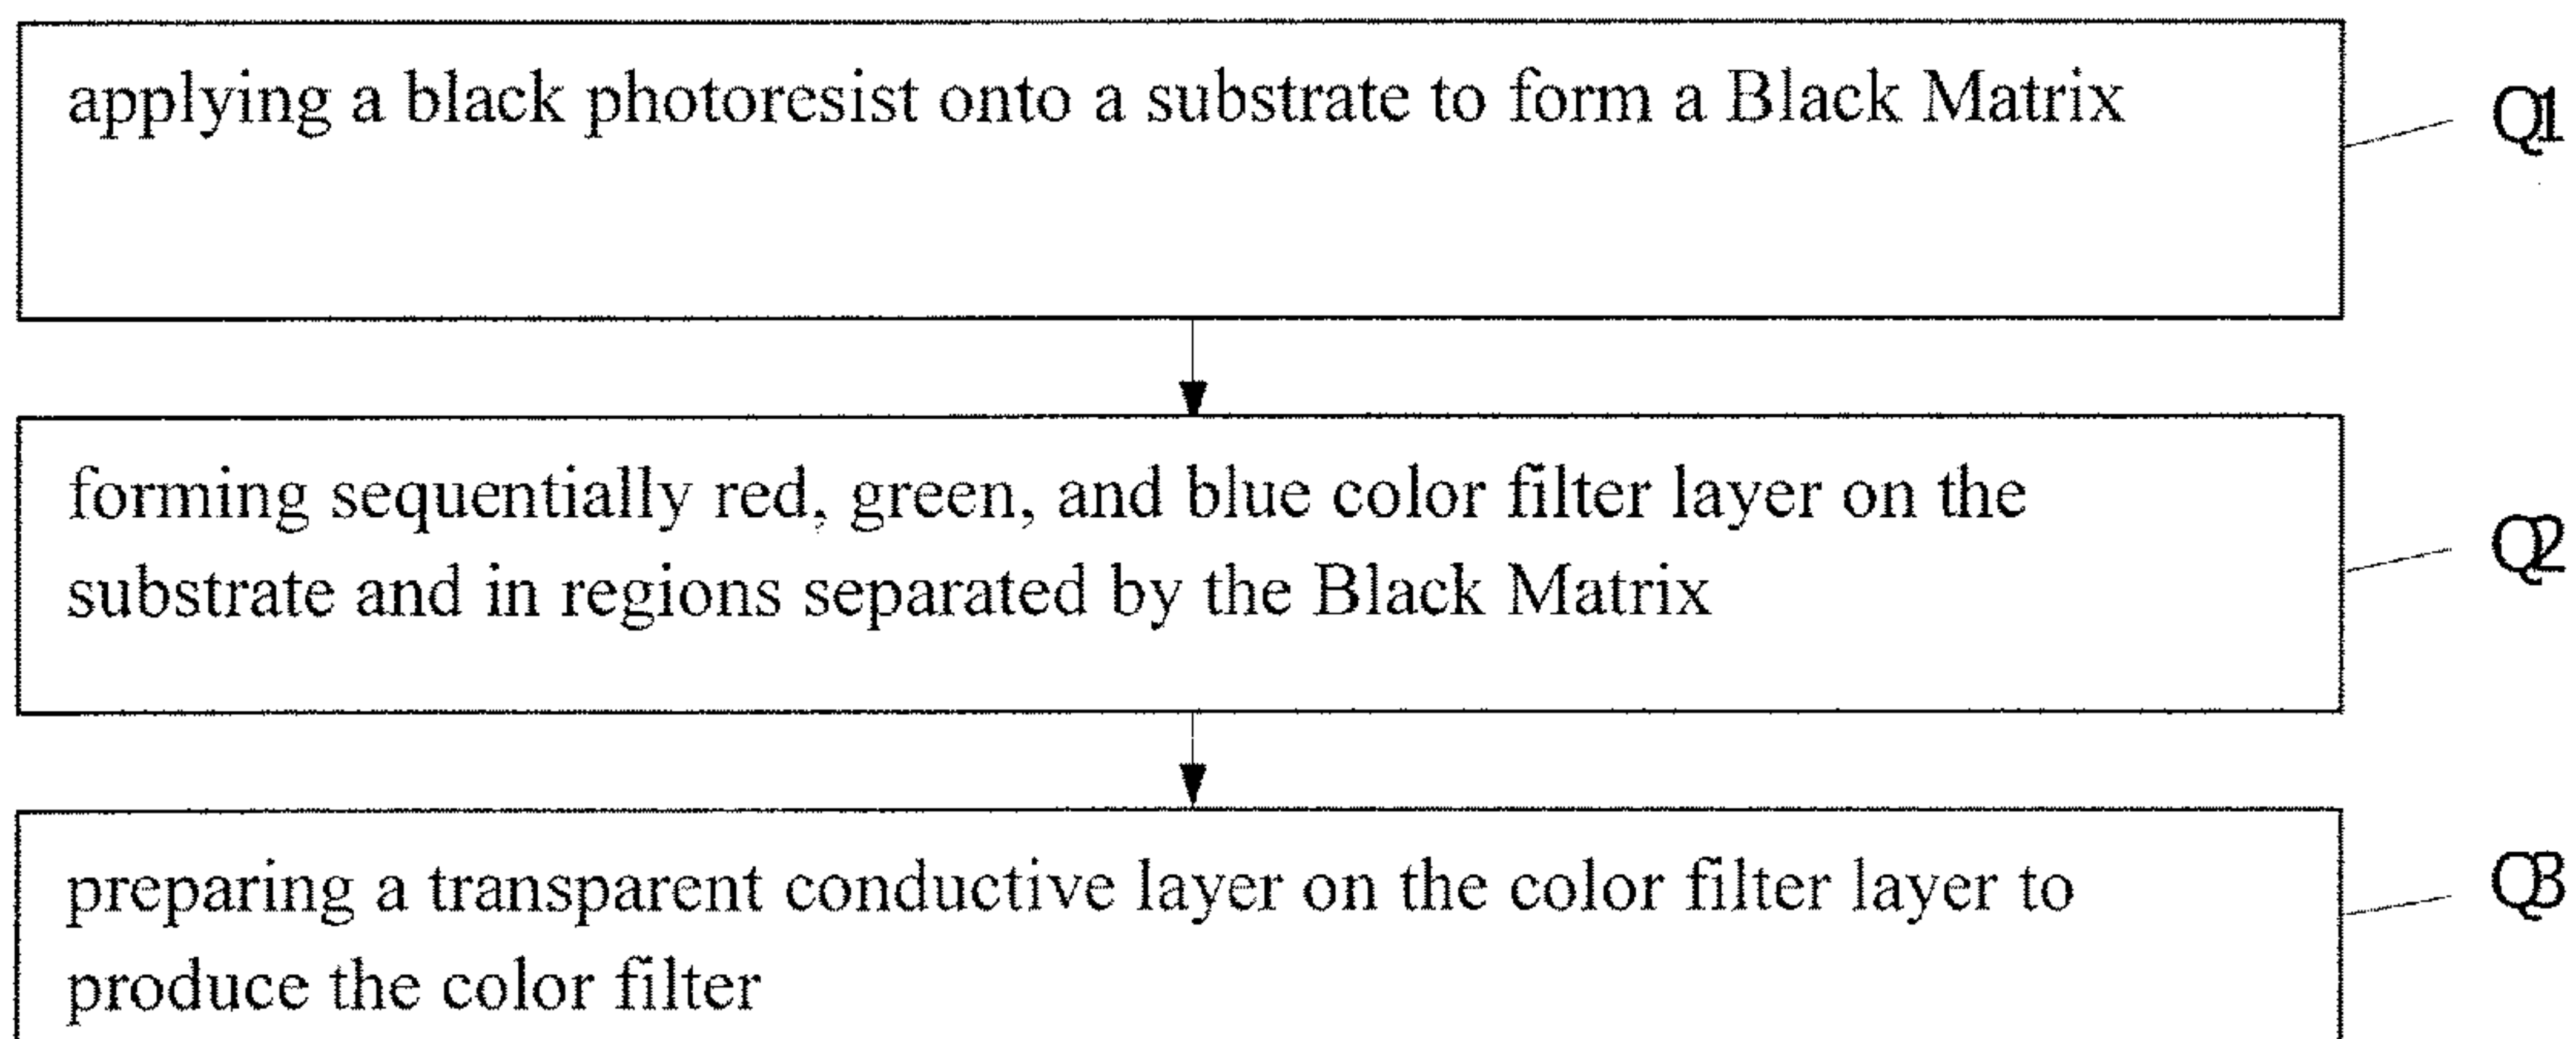 applying a black photoresist onto a substrate to form a Black Matrix
Q1
forming sequentially red, green, and blue color filter layer on the
substrate and in regions separated by the Black Matrix
Q2
preparing a transparent conductive layer on the color filter layer to
produce the color filter
Q3